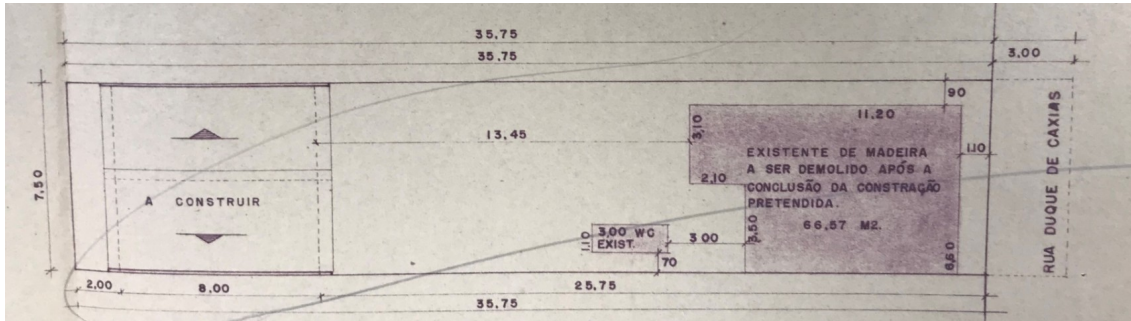 35,75
35,75
3,00
90
11,20
3,10
13,45
1,10
EXISTENTE DE MADEIRA
A SER DEMOLIDO APÓS A
CONCLUSÃO DA CONSTRAÇÃO
PRETENDIDA.
66,57 M2.
2,10
7,50
A CONSTRUIR
RUA DUQUE DE CAXIAS
3,00 WC
EXIST.
1,10
3 00
3,50
6,60
70
2,00
8,00
25,75
35,75